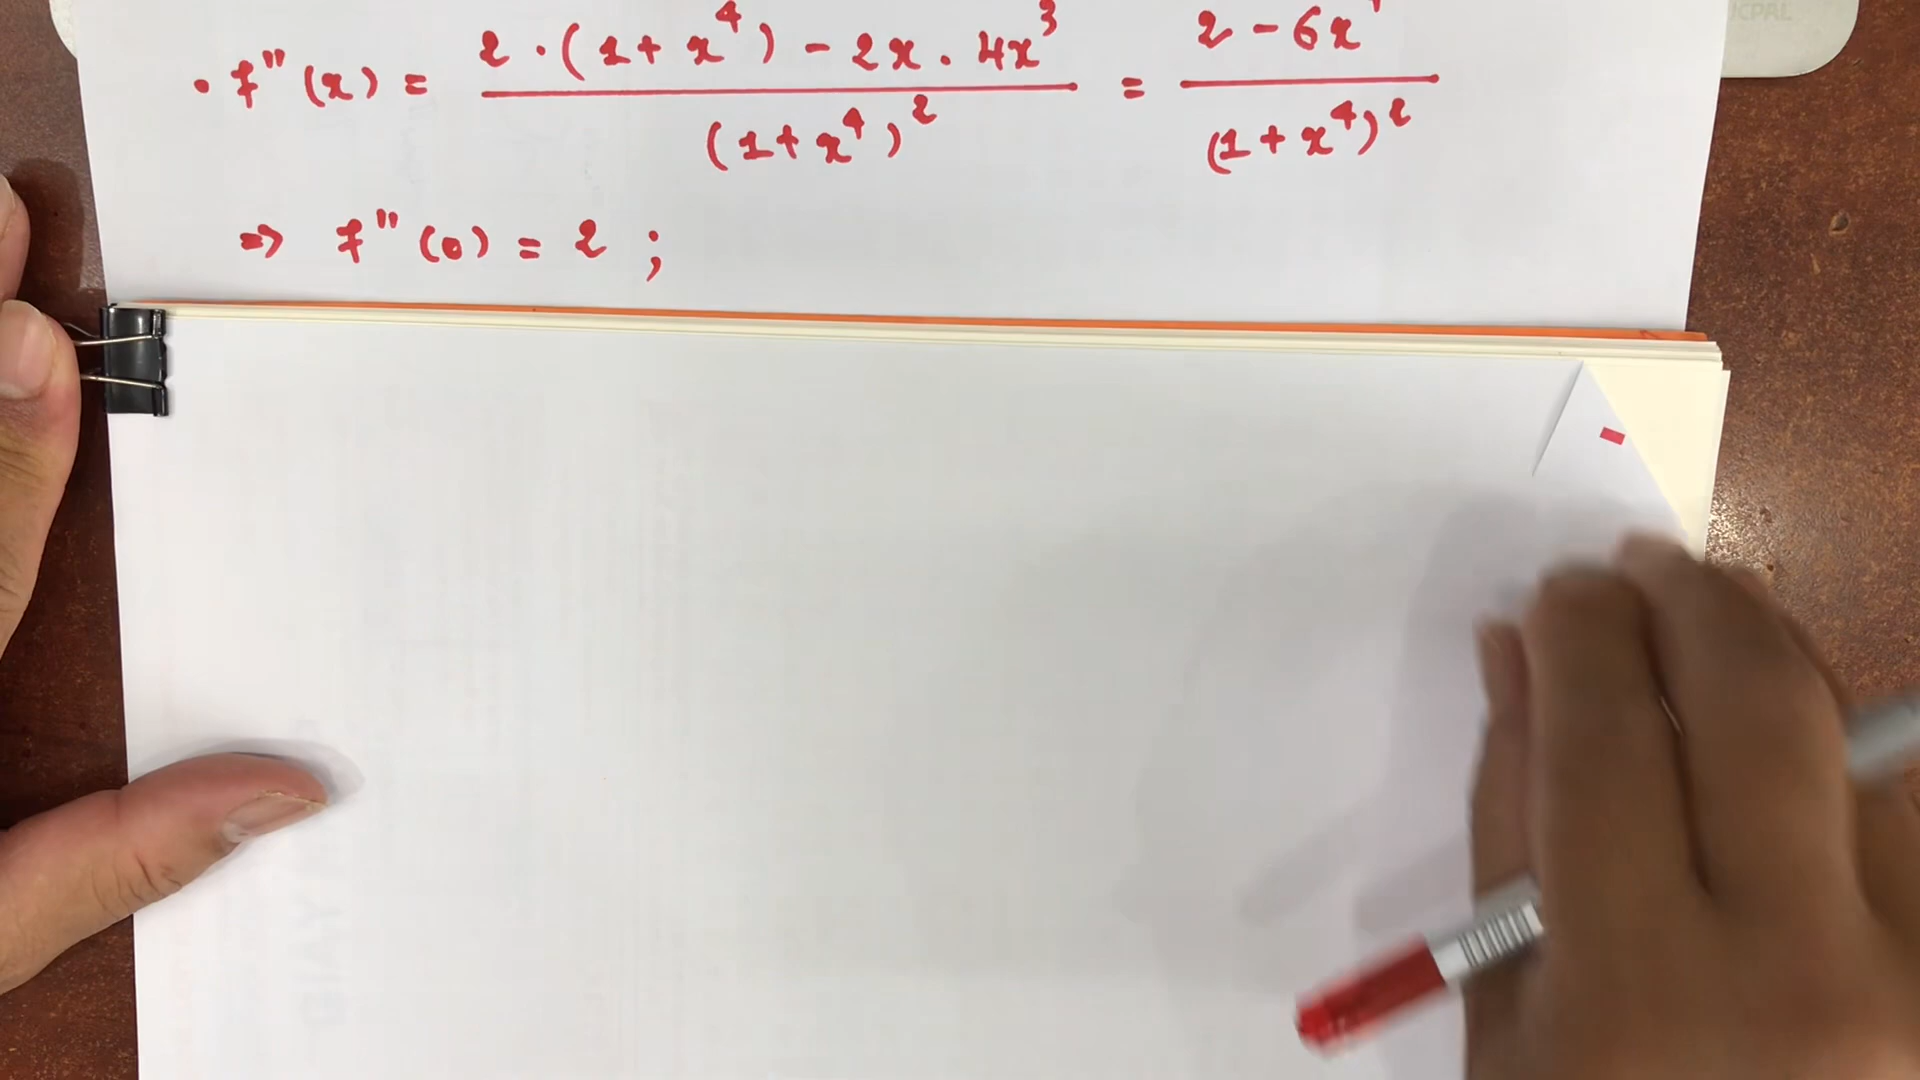 • f''(x) = 2 · (1 + x⁴) - 2x · 4x³ / (1 + x⁴)² = 2 - 6x⁴ / (1 + x⁴)²
=> f''(0) = 2 ;